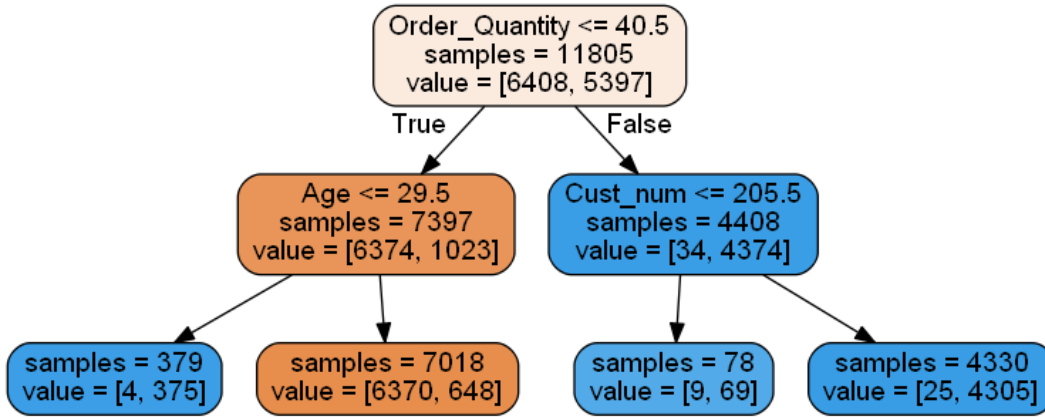 Order_Quantity <= 40.5
samples = 11805
value = [6408, 5397]
True
False
Age <= 29.5
samples = 7397
value = [6374, 1023]
Cust_num <= 205.5
samples = 4408
value = [34, 4374]
samples = 379
value = [4, 375]
samples = 7018
value = [6370, 648]
samples = 78
value = [9, 69]
samples = 4330
value = [25, 4305]